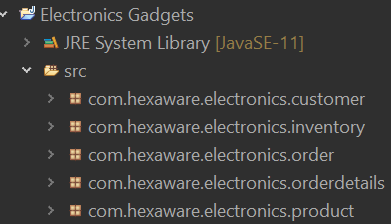 Electronics Gadgets
JRE System Library [JavaSE-11]
src
com.hexaware.electronics.customer
com.hexaware.electronics.inventory
com.hexaware.electronics.order
com.hexaware.electronics.orderdetails
com.hexaware.electronics.product